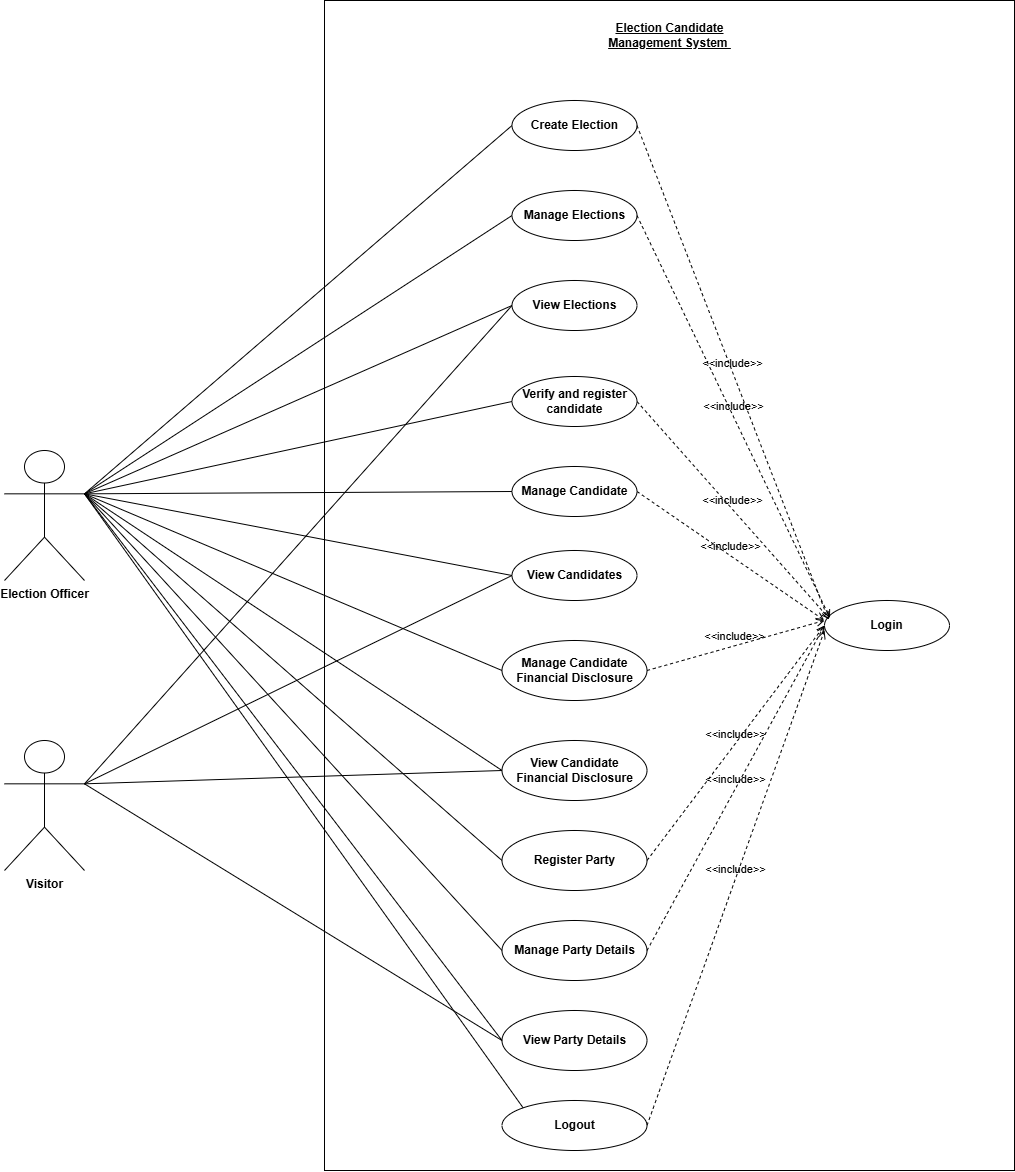 Election Candidate
Management System
Create Election
Manage Elections
View Elections
<<include>>
Verify and register
candidate
<<include>>
Manage Candidate
<<include>>
<<include>>
View Candidates
Election Officer
Login
<<include>>
Manage Candidate
Financial Disclosure
<<include>>
View Candidate
Financial Disclosure
<<include>>
Register Party
<<include>>
Visitor
Manage Party Details
View Party Details
Logout